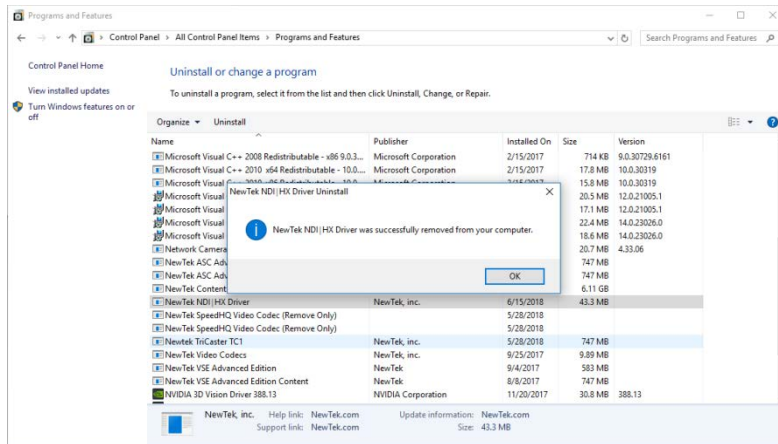 Programs and Features
Control Panel > All Control Panel Items > Programs and Features
Search Programs and Features
Control Panel Home
View installed updates
Turn Windows features on or off
Uninstall or change a program
To uninstall a program, select it from the list and then click Uninstall, Change, or Repair.
Organize Uninstall
Name Publisher Installed On Size Version
Microsoft Visual C++ 2008 Redistributable - x86 9.0.3... Microsoft Corporation 2/15/2017 714 KB 9.0.30729.6161
Microsoft Visual C++ 2010 x64 Redistributable - 10.0.... Microsoft Corporation 2/15/2017 17.8 MB 10.0.30319
15.8 MB 10.0.30319
Microsoft Visual 20.5 MB 12.0.21005.1
Microsoft Visual 17.1 MB 12.0.21005.1
Microsoft Visual 22.4 MB 14.0.23026.0
Microsoft Visual 18.6 MB 14.0.23026.0
Network Camera 20.7 MB 4.33.06
NewTek ASC Adv 747 MB
NewTek ASC Adv 747 MB
NewTek Content 6.11 GB
NewTek NDI|HX Driver Uninstall
NewTek NDI|HX Driver was successfully removed from your computer.
OK
NewTek NDI|HX Driver NewTek, inc. 6/15/2018 43.3 MB
NewTek SpeedHQ Video Codec (Remove Only) 5/28/2018
NewTek SpeedHQ Video Codec (Remove Only) 5/28/2018
Newtek TriCaster TC1 NewTek, inc. 5/28/2018 747 MB
NewTek Video Codecs NewTek, inc. 9/25/2017 9.89 MB
NewTek VSE Advanced Edition NewTek 9/4/2017 583 MB
NewTek VSE Advanced Edition Content NewTek 8/8/2017 747 MB
NVIDIA 3D Vision Driver 388.13 NVIDIA Corporation 11/20/2017 30.8 MB 388.13
NewTek, inc. Help link: NewTek.com Update information: NewTek.com
Support link: NewTek.com Size: 43.3 MB